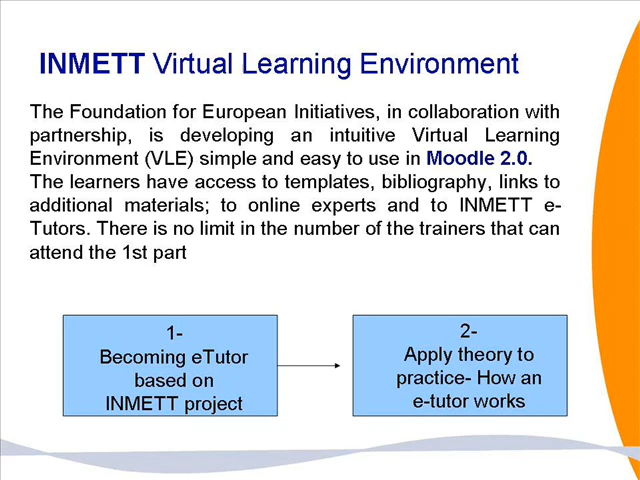 INMETT Virtual Learning Environment
The Foundation for European Initiatives, in collaboration with
partnership, is developing an intuitive Virtual Learning
Environment (VLE) simple and easy to use in Moodle 2.0.
The learners have access to templates, bibliography, links to
additional materials; to online experts and to INMETT e-
Tutors. There is no limit in the number of the trainers that can
attend the 1st part
1-
Becoming eTutor
based on
INMETT project
2-
Apply theory to
practice- How an
e-tutor works